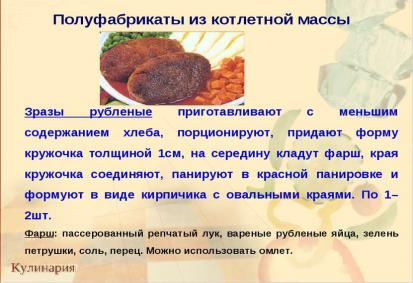 Полуфабрикаты из котлетной массы
Зразы рубленые приготавливают с меньшим
содержанием хлеба, порционируют, придают форму
кружочка толщиной 1см, на середину кладут фарш, края
кружочка соединяют, панируют в красной панировке и
формуют в виде кирпичика с овальными краями. По 1–
2шт.
Фарш: пассерованный репчатый лук, вареные рубленые яйца, зелень
петрушки, соль, перец. Можно использовать омлет.
Кулинария